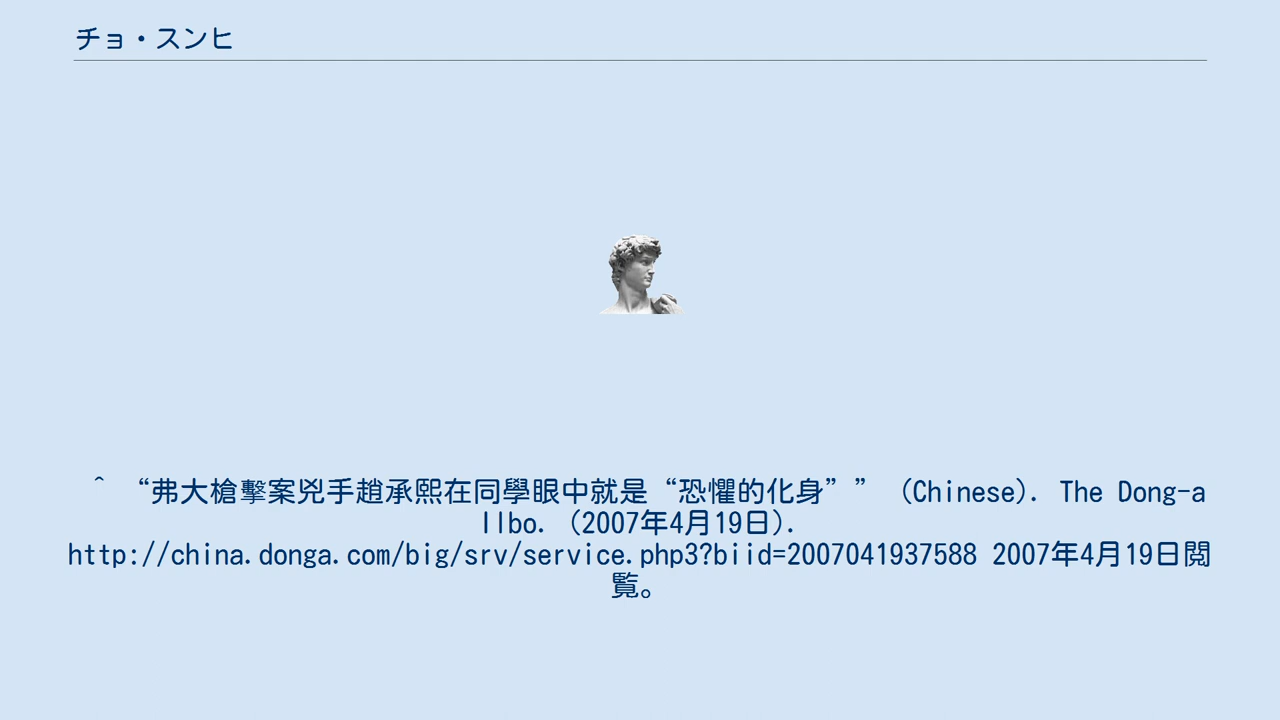 チョ・スンヒ
^ “弗大槍擊案兇手趙承熙在同學眼中就是“恐懼的化身”” (Chinese). The Dong-a
Ilbo. (2007年4月19日).
http://china.donga.com/big/srv/service.php3?biid=2007041937588 2007年4月19日閲
覧。